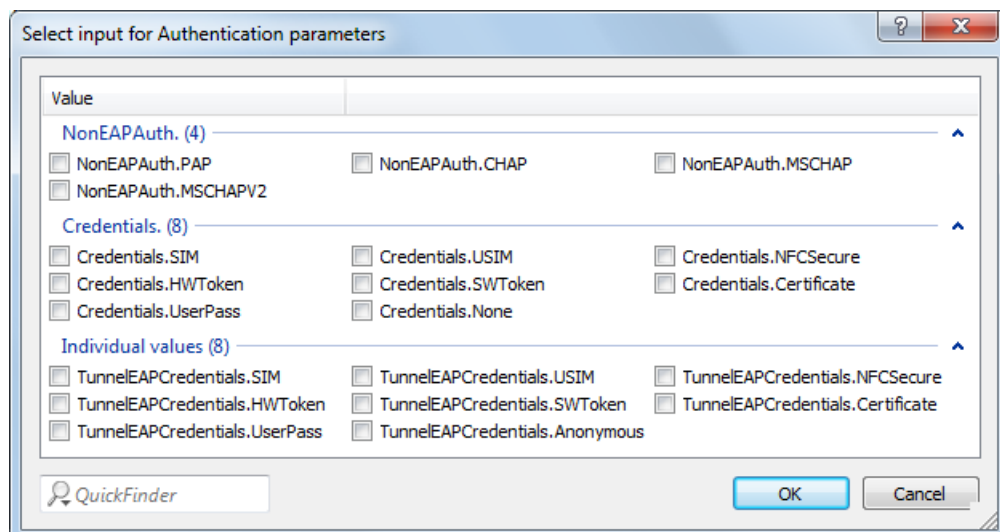 Select input for Authentication parameters
Value
NonEAPAuth. (4)
NonEAPAuth.PAP NonEAPAuth.CHAP NonEAPAuth.MSCHAP
NonEAPAuth.MSCHAPV2
Credentials. (8)
Credentials.SIM Credentials.USIM Credentials.NFCSecure
Credentials.HWToken Credentials.SWToken Credentials.Certificate
Credentials.UserPass Credentials.None
Individual values (8)
TunnelEAPCredentials.SIM TunnelEAPCredentials.USIM TunnelEAPCredentials.NFCSecure
TunnelEAPCredentials.HWToken TunnelEAPCredentials.SWToken TunnelEAPCredentials.Certificate
TunnelEAPCredentials.UserPass TunnelEAPCredentials.Anonymous
QuickFinder OK Cancel